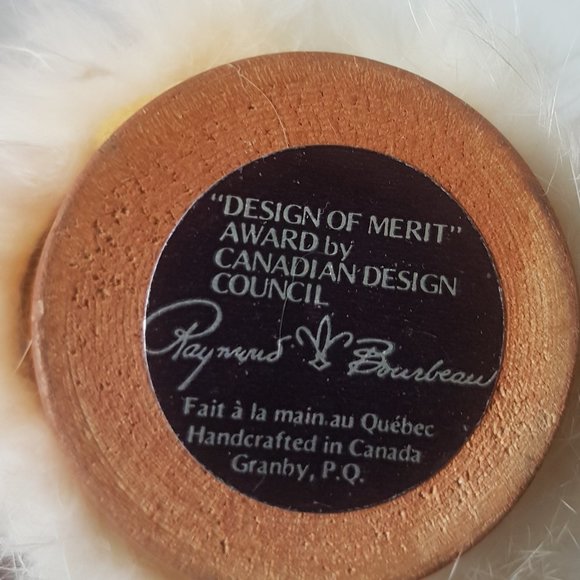 "DESIGN OF MERIT"
AWARD by
CANADIAN DESIGN
COUNCIL
Raymond Bourbeau
Fait à la main.au Québec
Handcrafted in Canada
Granby, P.Q.